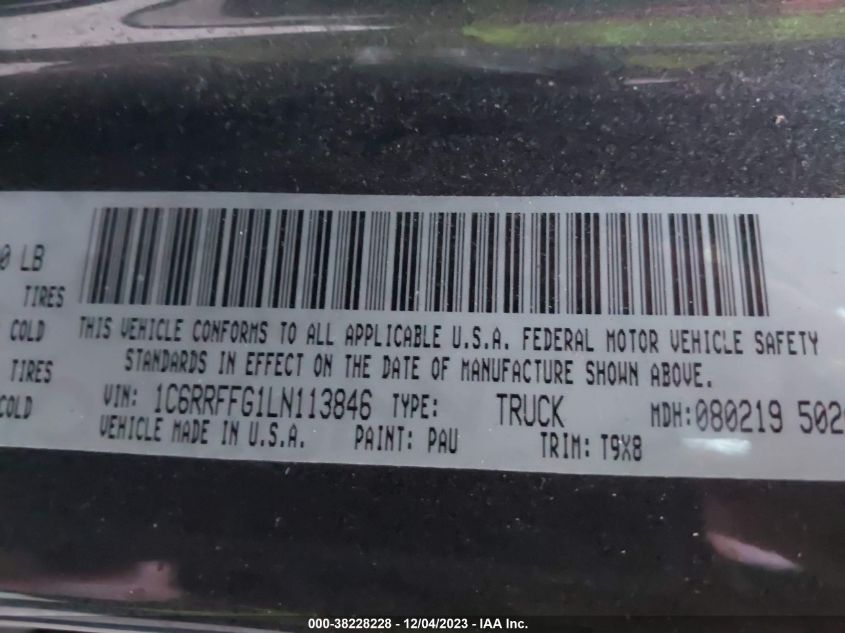 0 LB
TIRES
COLD
TIRES
COLD
THIS VEHICLE CONFORMS TO ALL APPLICABLE U.S.A. FEDERAL MOTOR VEHICLE SAFETY
STANDARDS IN EFFECT ON THE DATE OF MANUFACTURE SHOWN ABOVE.
VIN: 1C6RRFFG1LN113846 TYPE: TRUCK MDH:080219 502
VEHICLE MADE IN U.S.A. PAINT: PAU TRIM: T9X8
000-38228228 - 12/04/2023 - IAA Inc.